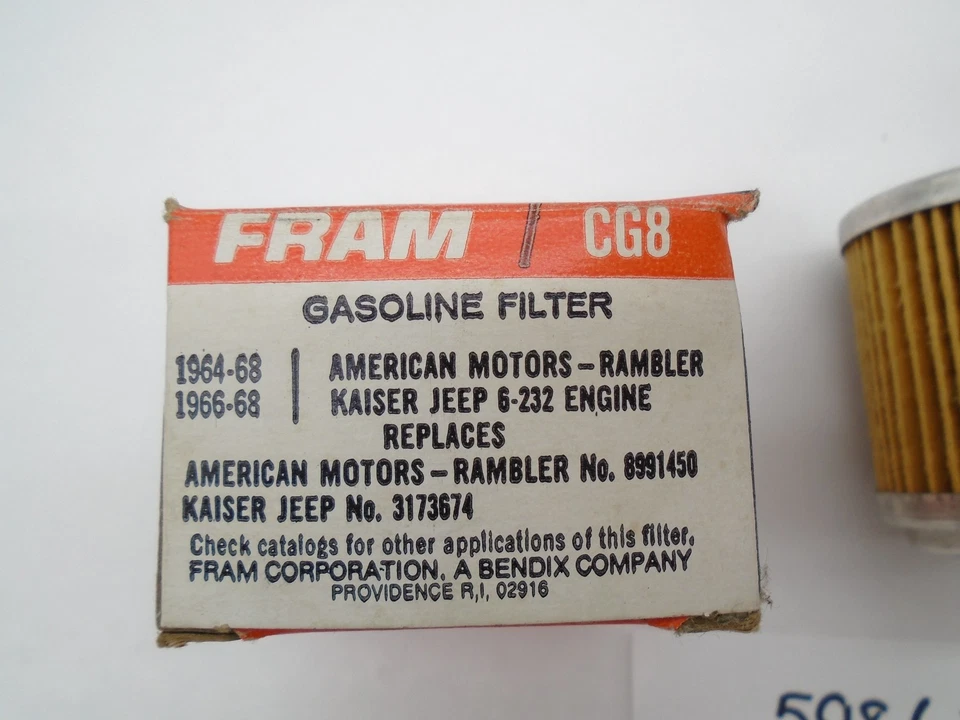 FRAM / CG8
GASOLINE FILTER
1964-68 | AMERICAN MOTORS-RAMBLER
1966-68 | KAISER JEEP 6-232 ENGINE
REPLACES
AMERICAN MOTORS-RAMBLER No. 8991450
KAISER JEEP No. 3173674
Check catalogs for other applications of this filter.
FRAM CORPORATION, A BENDIX COMPANY
PROVIDENCE R,I, 02916